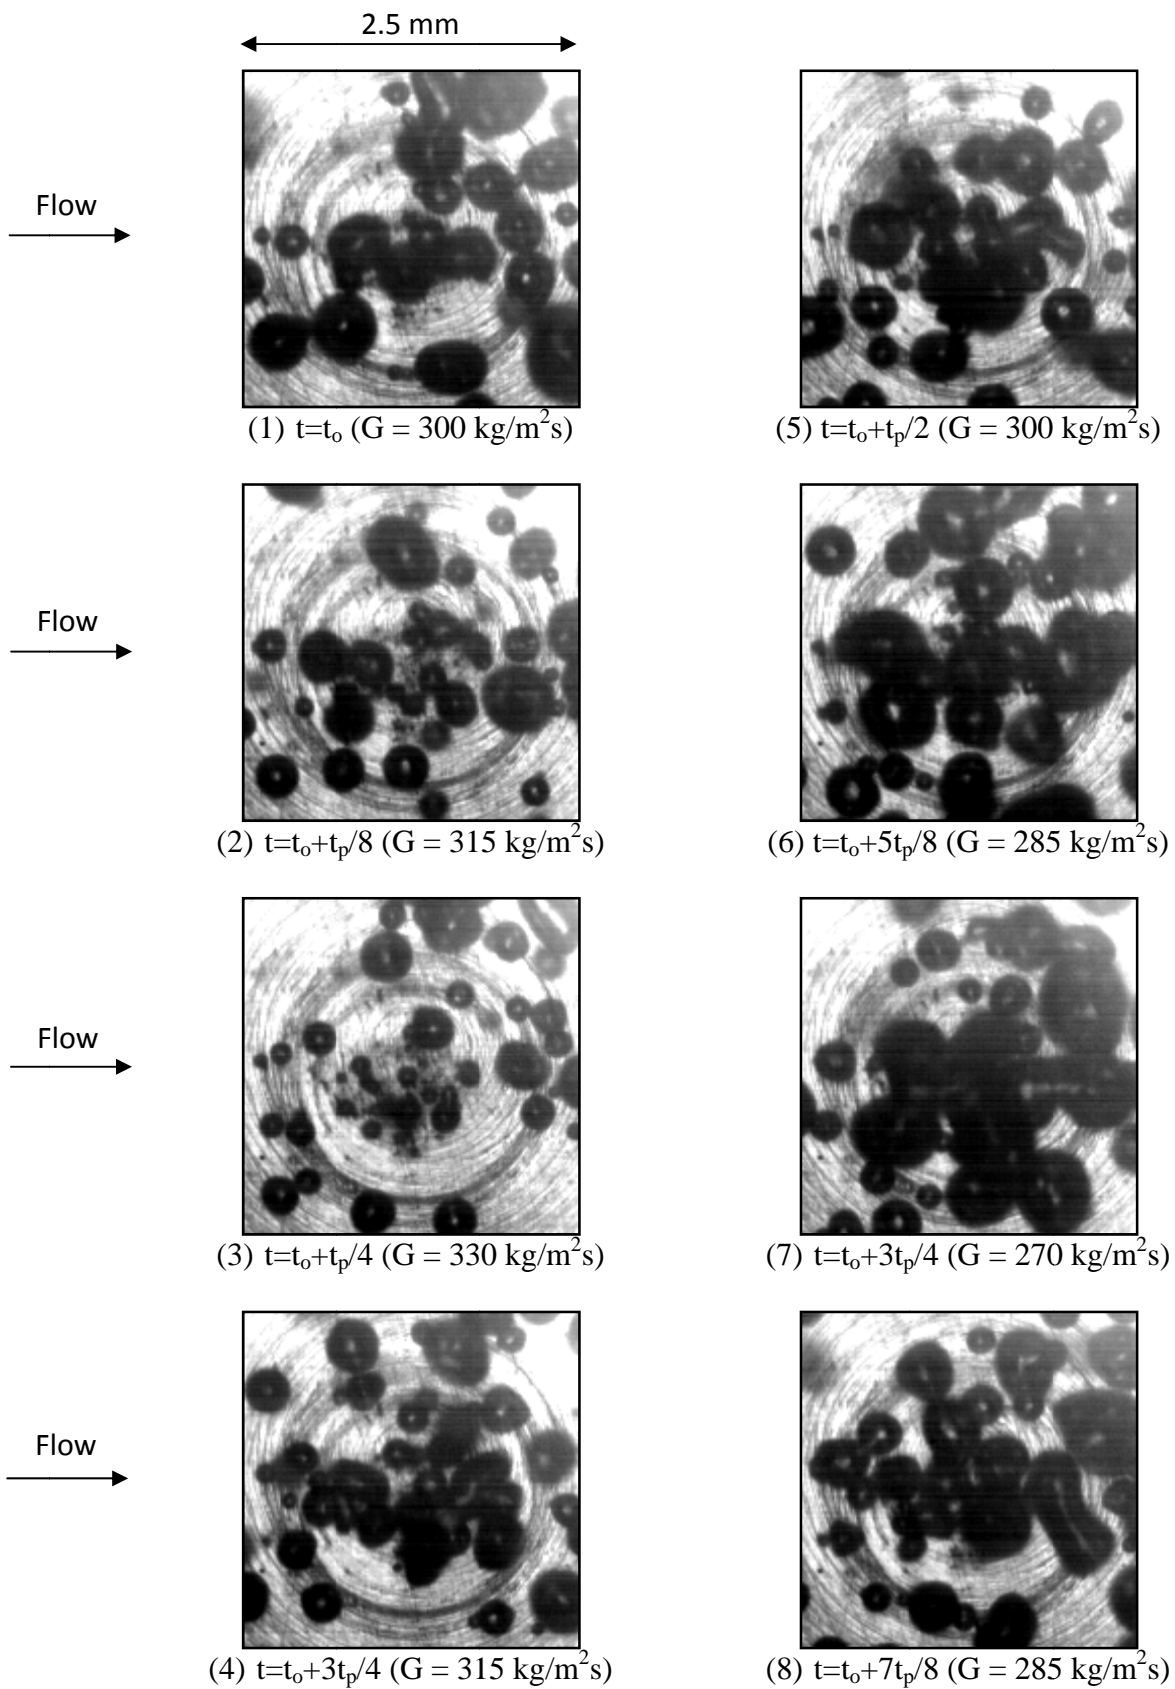 2.5 mm
Flow
(1) t=tₒ (G = 300 kg/m²s)
(5) t=tₒ+tₚ/2 (G = 300 kg/m²s)
Flow
(2) t=tₒ+tₚ/8 (G = 315 kg/m²s)
(6) t=tₒ+5tₚ/8 (G = 285 kg/m²s)
Flow
(3) t=tₒ+tₚ/4 (G = 330 kg/m²s)
(7) t=tₒ+3tₚ/4 (G = 270 kg/m²s)
Flow
(4) t=tₒ+3tₚ/4 (G = 315 kg/m²s)
(8) t=tₒ+7tₚ/8 (G = 285 kg/m²s)